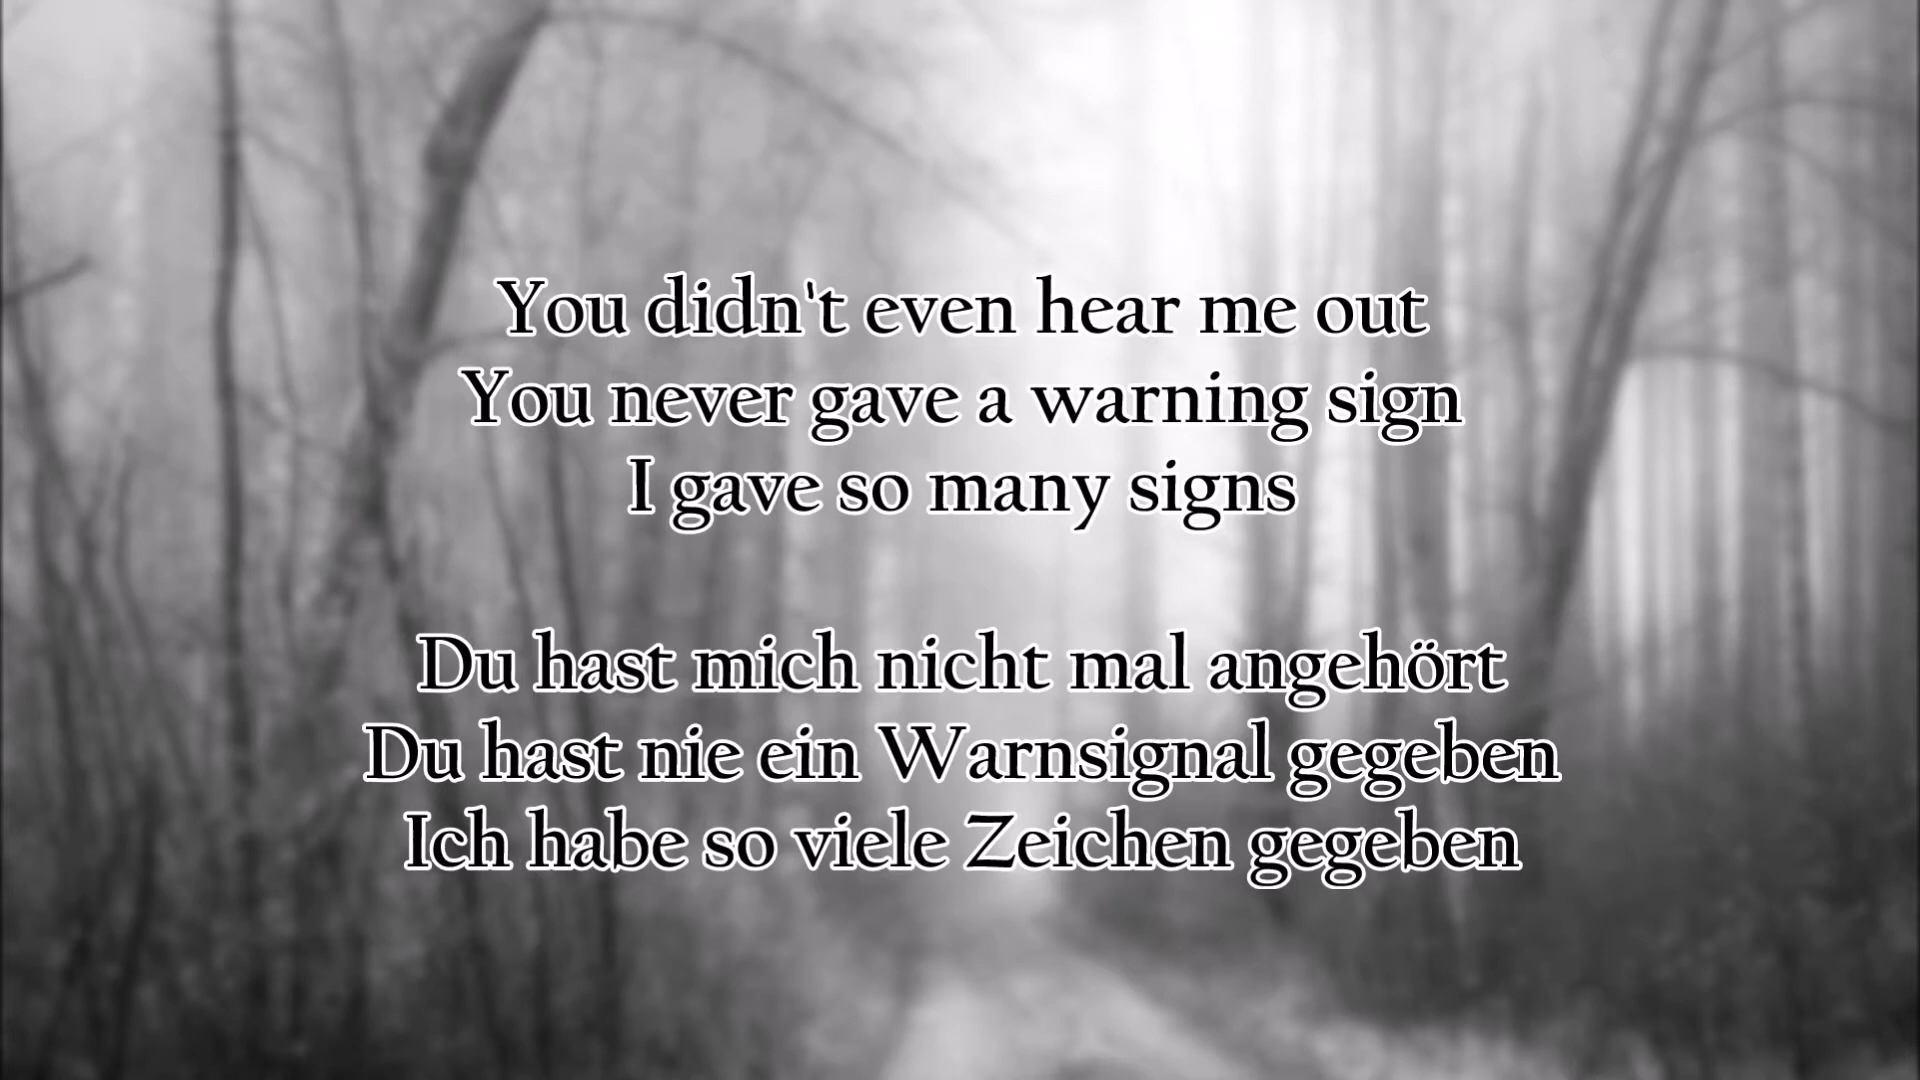 You didn't even hear me out
You never gave a warning sign
I gave so many signs
Du hast mich nicht mal angehört
Du hast nie ein Warnsignal gegeben
Ich habe so viele Zeichen gegeben